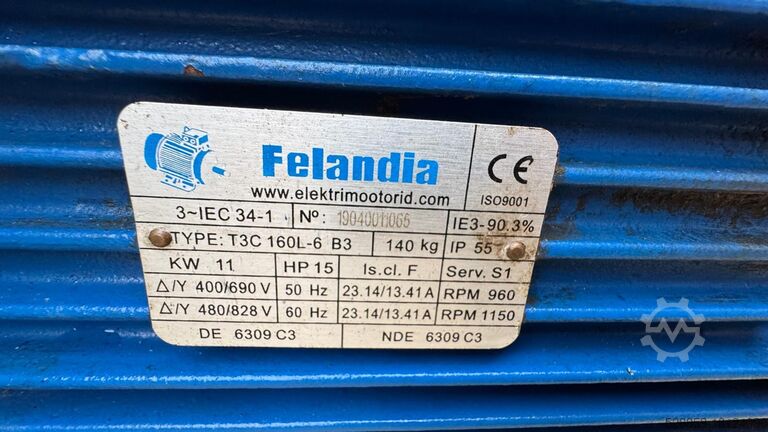 Felandia
www.elektrimootorid.com
CE
ISO9001
3~IEC 34-1 Nº: 19040011065 IE3-90.3%
TYPE: T3C 160L-6 B3 140 kg IP 55
KW 11 HP 15 Is.cl. F Serv. S1
△/Y 400/690 V 50 Hz 23.14/13.41 A RPM 960
△/Y 480/828 V 60 Hz 23.14/13.41 A RPM 1150
DE 6309 C3 NDE 6309 C3